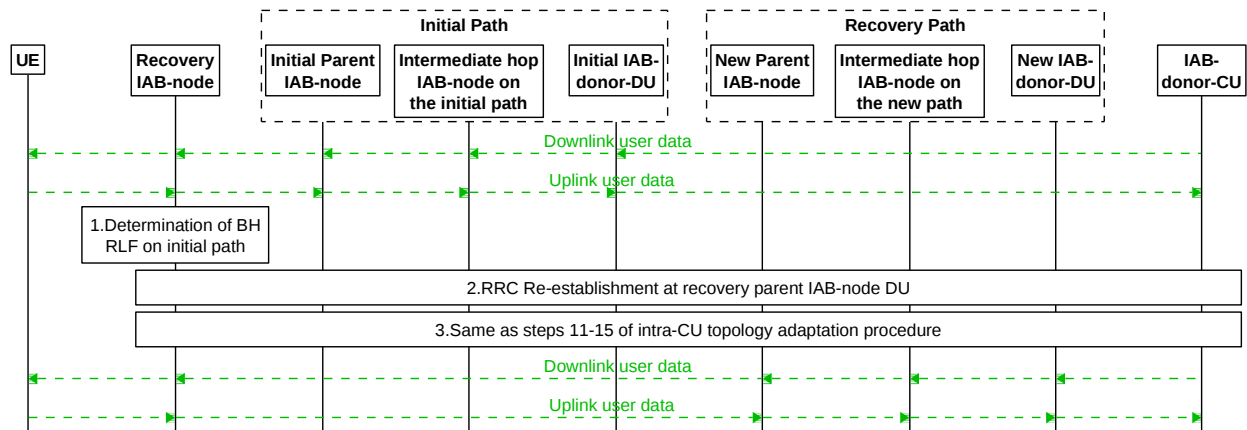 Initial Path
Recovery Path
UE
Recovery
IAB-node
Initial Parent
IAB-node
Intermediate hop
IAB-node on
the initial path
Initial IAB-
donor-DU
New Parent
IAB-node
Intermediate hop
IAB-node on
the new path
New IAB-
donor-DU
IAB-
donor-CU
Downlink user data
Uplink user data
1.Determination of BH
RLF on initial path
2.RRC Re-establishment at recovery parent IAB-node DU
3.Same as steps 11-15 of intra-CU topology adaptation procedure
Downlink user data
Uplink user data